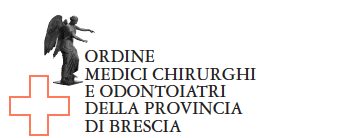 ORDINE
MEDICI CHIRURGHI
E ODONTOIATRI
DELLA PROVINCIA
DI BRESCIA